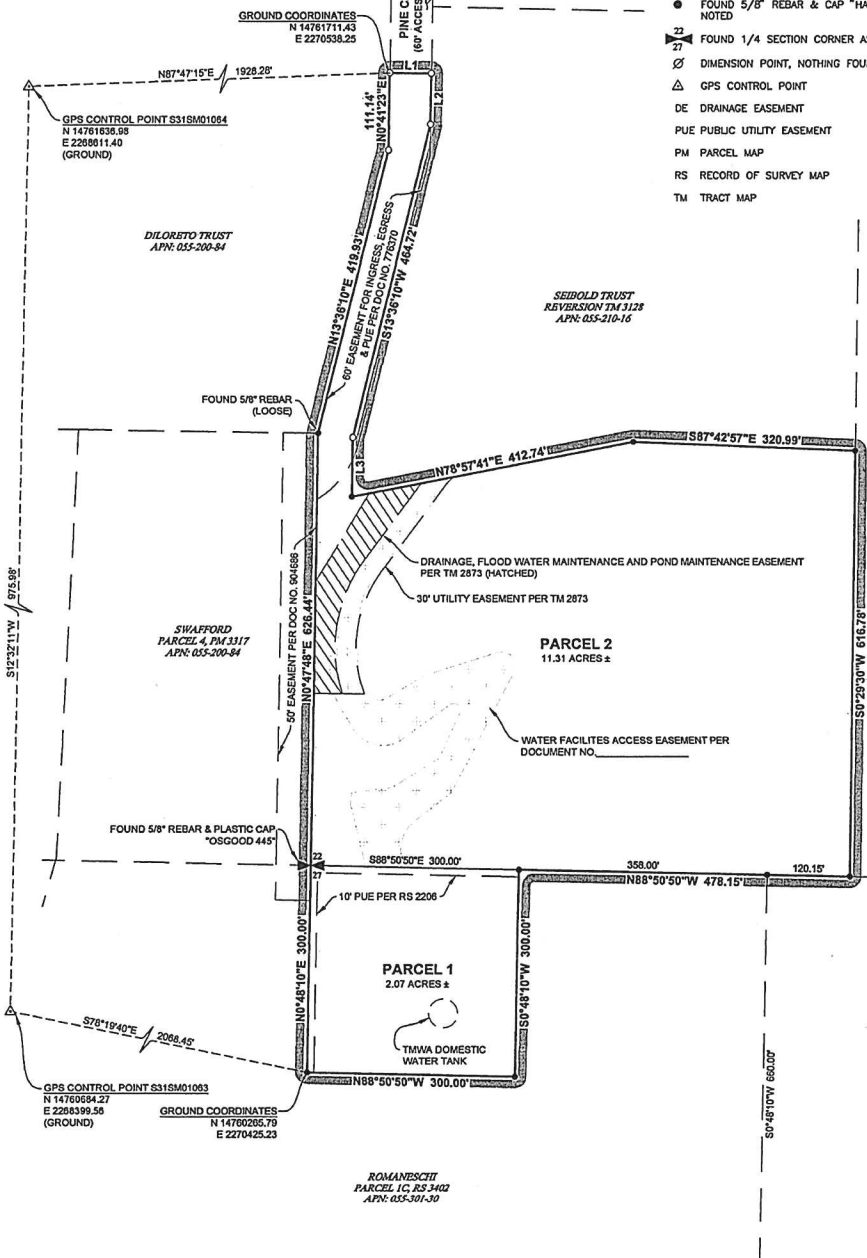 GROUND COORDINATES
N 14761711.43
E 2270538.25
PINE C
(60' ACCES
FOUND 5/8" REBAR & CAP "HA
NOTED
22
27
FOUND 1/4 SECTION CORNER A
DIMENSION POINT, NOTHING FOU
GPS CONTROL POINT
DE DRAINAGE EASEMENT
PUE PUBLIC UTILITY EASEMENT
PM PARCEL MAP
RS RECORD OF SURVEY MAP
TM TRACT MAP
N87°47'15"E 1928.28'
L1
L2
111.14'
N0°41'23"E
GPS CONTROL POINT S31SM01064
N 14761636.98
E 2268611.40
(GROUND)
DILORETO TRUST
APN: 055-200-84
N13°36'10"E 419.93'
60' EASEMENT FOR INGRESS, EGRESS
& PUE PER DOC NO. 776370
S13°36'10"W 464.72'
SEIBOLD TRUST
REVERSION TM 3128
APN: 055-210-16
FOUND 5/8" REBAR
(LOOSE)
L3
N78°57'41"E 412.74'
S87°42'57"E 320.99'
S12°32'11"W 975.98'
SWAFFORD
PARCEL 4, PM 3317
APN: 055-200-84
50' EASEMENT PER DOC NO. 904686
N0°47'48"E 626.44'
DRAINAGE, FLOOD WATER MAINTENANCE AND POND MAINTENANCE EASEMENT
PER TM 2873 (HATCHED)
30' UTILITY EASEMENT PER TM 2873
PARCEL 2
11.31 ACRES ±
S0°29'30"W 616.78'
WATER FACILITES ACCESS EASEMENT PER
DOCUMENT NO.
FOUND 5/8" REBAR & PLASTIC CAP
"OSGOOD 445"
22
27
S88°50'50"E 300.00'
358.00'
120.15'
N88°50'50"W 478.15'
10' PUE PER RS 2206
N0°48'10"E 300.00'
PARCEL 1
2.07 ACRES ±
S0°48'10"W 300.00'
TMWA DOMESTIC
WATER TANK
S78°19'40"E 2068.45'
N88°50'50"W 300.00'
S0°48'10"W 660.00'
GPS CONTROL POINT S31SM01063
N 14760684.27
E 2268399.56
(GROUND)
GROUND COORDINATES
N 14760265.79
E 2270425.23
ROMANESCHI
PARCEL 1C, RS 3402
APN: 055-301-30